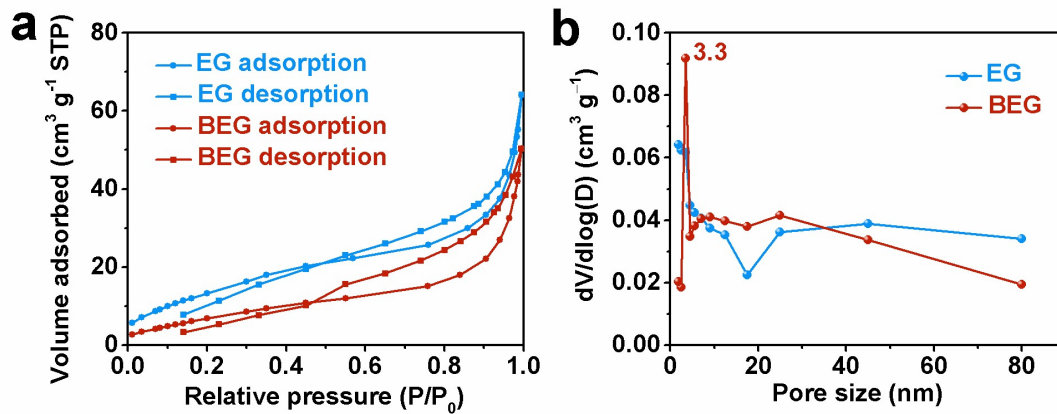 a
Volume adsorbed (cm³ g⁻¹ STP)
80
60
40
20
0
EG adsorption
EG desorption
BEG adsorption
BEG desorption
0.0 0.2 0.4 0.6 0.8 1.0
Relative pressure (P/P₀)
b
dV/dlog(D) (cm³ g⁻¹)
0.10
0.08
0.06
0.04
0.02
0.00
3.3
EG
BEG
0 20 40 60 80
Pore size (nm)